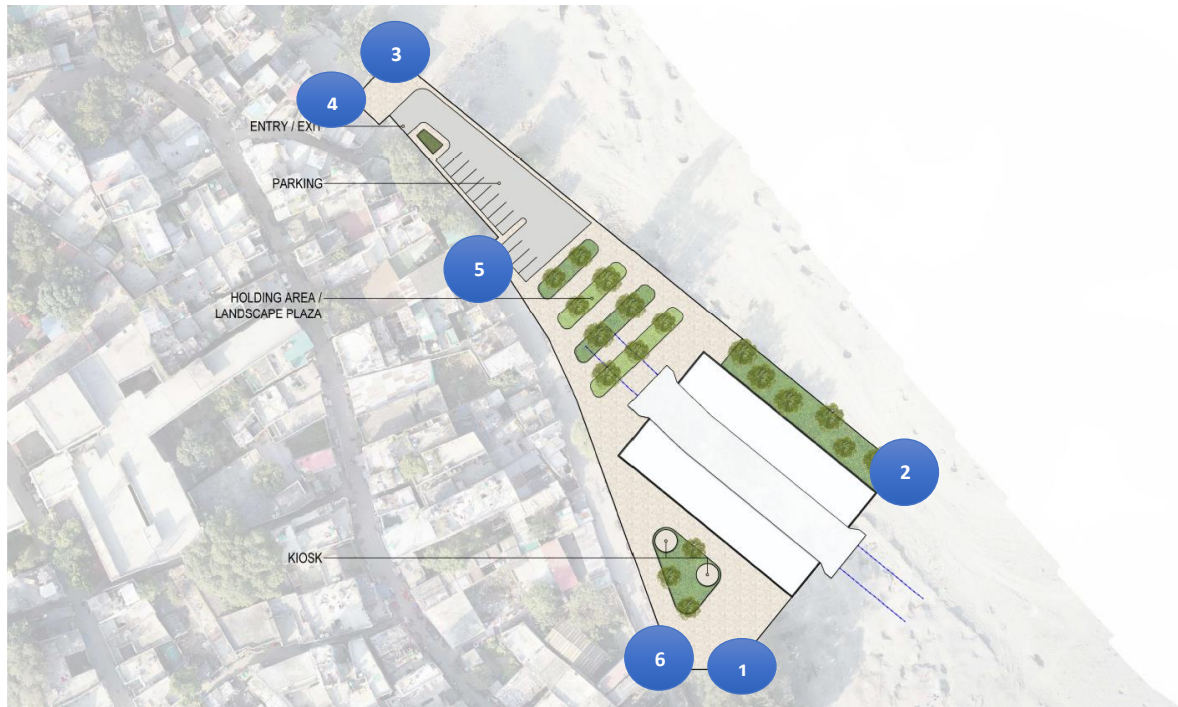 3
4
ENTRY / EXIT
PARKING
5
HOLDING AREA /
LANDSCAPE PLAZA
2
KIOSK
6
1